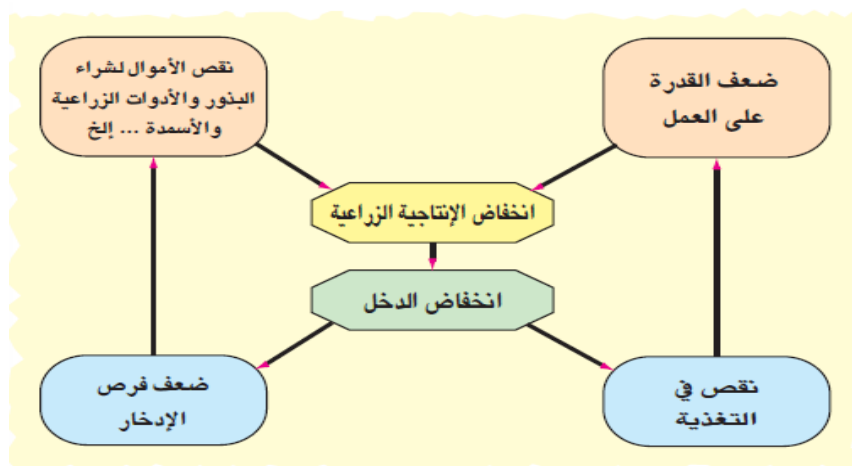 ضعف القدرة
على العمل
نقص الأموال لشراء
البذور والأدوات الزراعية
والأسمدة ... إلخ
انخفاض الإنتاجية الزراعية
انخفاض الدخل
نقص في
التغذية
ضعف فرص
الإدخار